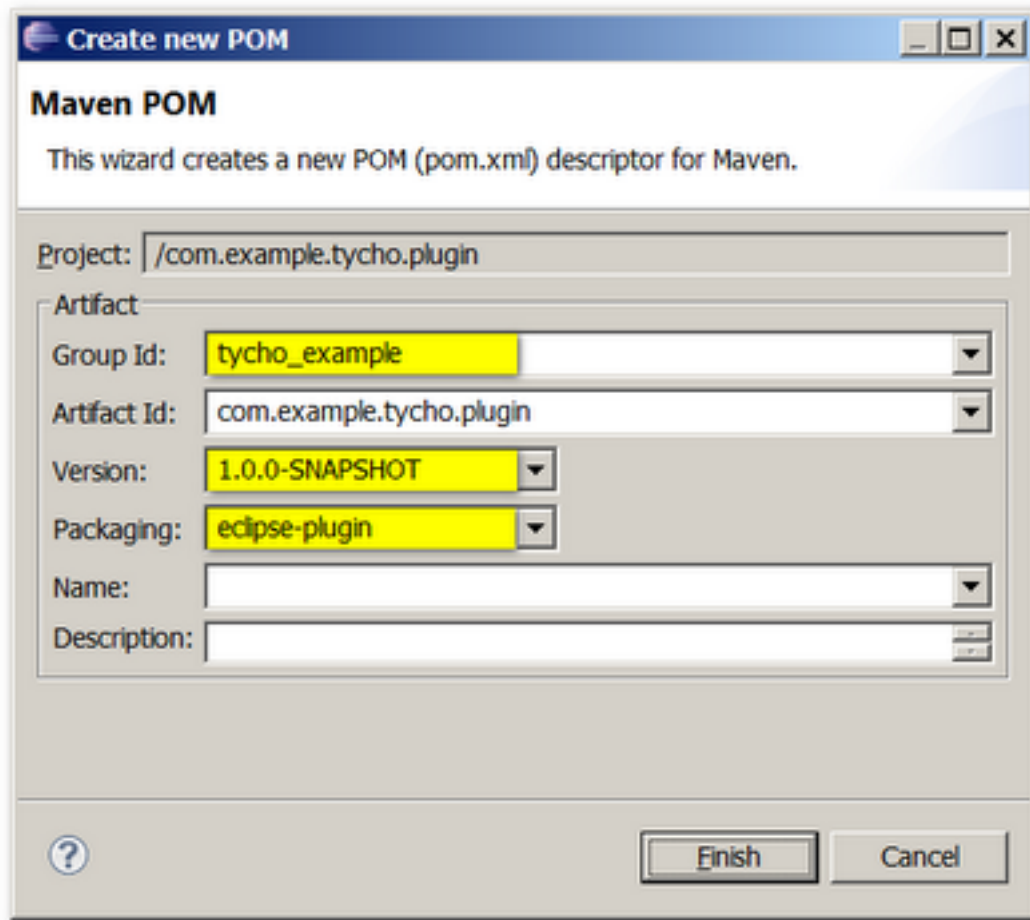 Create new POM
Maven POM
This wizard creates a new POM (pom.xml) descriptor for Maven.
Project: /com.example.tycho.plugin
Artifact
Group Id: tycho_example
Artifact Id: com.example.tycho.plugin
Version: 1.0.0-SNAPSHOT
Packaging: eclipse-plugin
Name:
Description:
? Finish Cancel